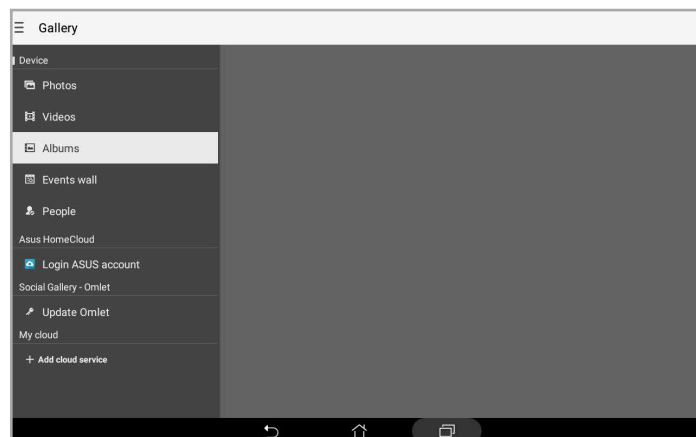 Gallery
Device
Photos
Videos
Albums
Events wall
People
Asus HomeCloud
Login ASUS account
Social Gallery - Omlet
Update Omlet
My cloud
Add cloud service